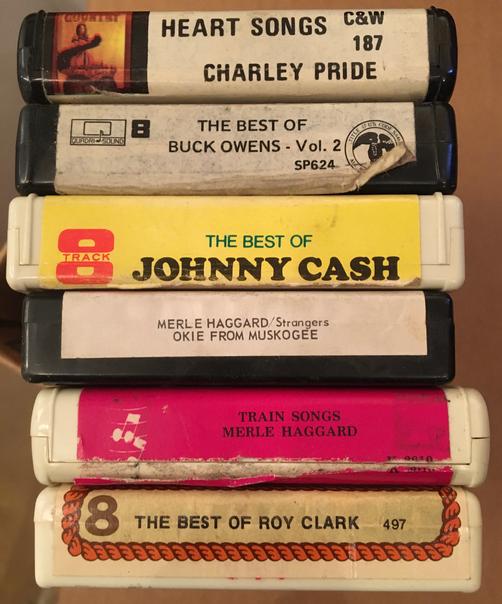 COUNTRY
HEART SONGS C&W
187
CHARLEY PRIDE
Q 8
QUADRA SOUND
THE BEST OF
BUCK OWENS - Vol. 2
SP624
8
TRACK
THE BEST OF
JOHNNY CASH
MERLE HAGGARD/Strangers
OKIE FROM MUSKOGEE
TRAIN SONGS
MERLE HAGGARD
8 THE BEST OF ROY CLARK 497